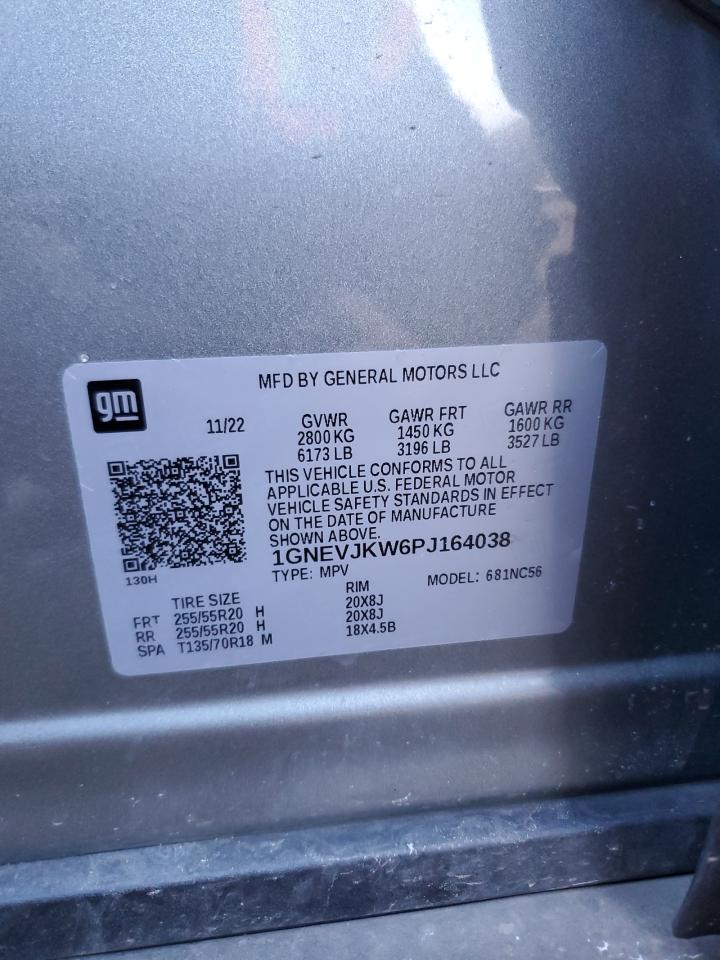 MFD BY GENERAL MOTORS LLC
gm
11/22
GVWR GAWR FRT GAWR RR
2800 KG 1450 KG 1600 KG
6173 LB 3196 LB 3527 LB
THIS VEHICLE CONFORMS TO ALL
APPLICABLE U.S. FEDERAL MOTOR
VEHICLE SAFETY STANDARDS IN EFFECT
ON THE DATE OF MANUFACTURE
SHOWN ABOVE.
1GNEVJKW6PJ164038
130H
TYPE: MPV MODEL: 681NC56
TIRE SIZE RIM
FRT 255/55R20 H 20X8J
RR 255/55R20 H 20X8J
SPA T135/70R18 M 18X4.5B